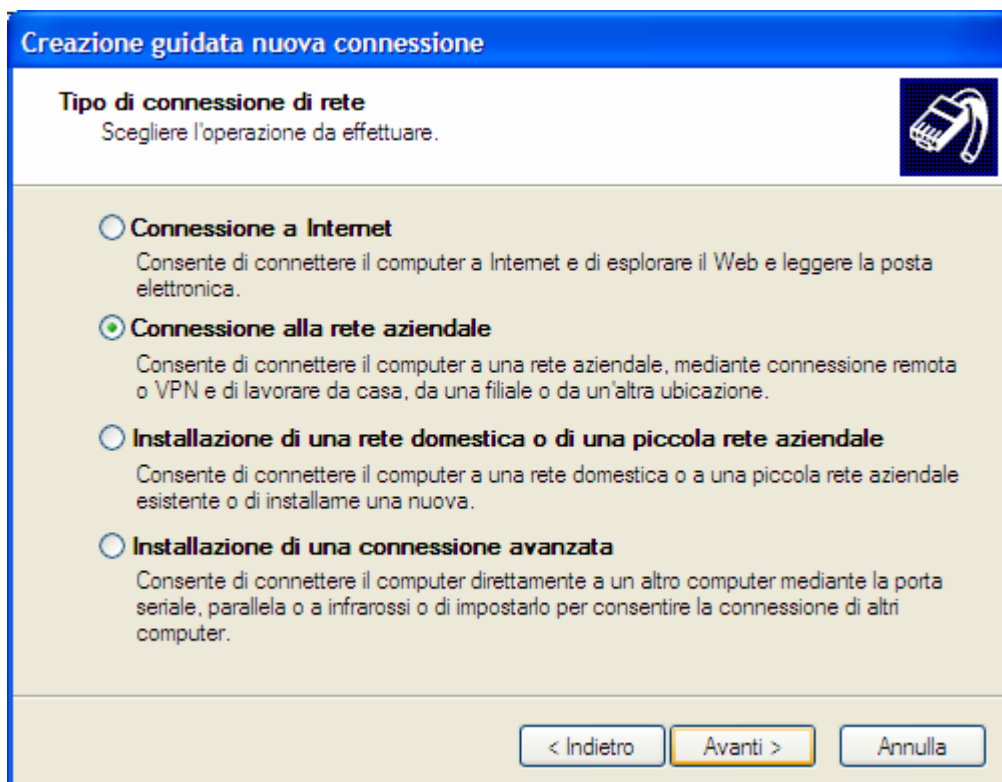 Creazione guidata nuova connessione
Tipo di connessione di rete
Scegliere l'operazione da effettuare.
Connessione a Internet
Consente di connettere il computer a Internet e di esplorare il Web e leggere la posta
elettronica.
Connessione alla rete aziendale
Consente di connettere il computer a una rete aziendale, mediante connessione remota
o VPN e di lavorare da casa, da una filiale o da un'altra ubicazione.
Installazione di una rete domestica o di una piccola rete aziendale
Consente di connettere il computer a una rete domestica o a una piccola rete aziendale
esistente o di installarne una nuova.
Installazione di una connessione avanzata
Consente di connettere il computer direttamente a un altro computer mediante la porta
seriale, parallela o a infrarossi o di impostarlo per consentire la connessione di altri
computer.
< Indietro Avanti > Annulla